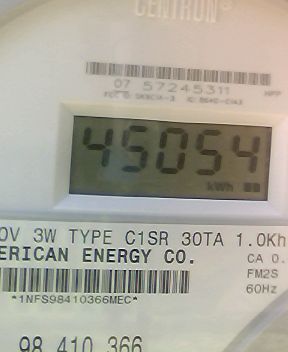 CENTRON®
07 57245311
45054
kWh
0V 3W TYPE C1SR 30TA 1.0Kh
ERICAN ENERGY CO.
CA 0.
FM2S
*1NFS98410366MEC*
60Hz
98 410 366